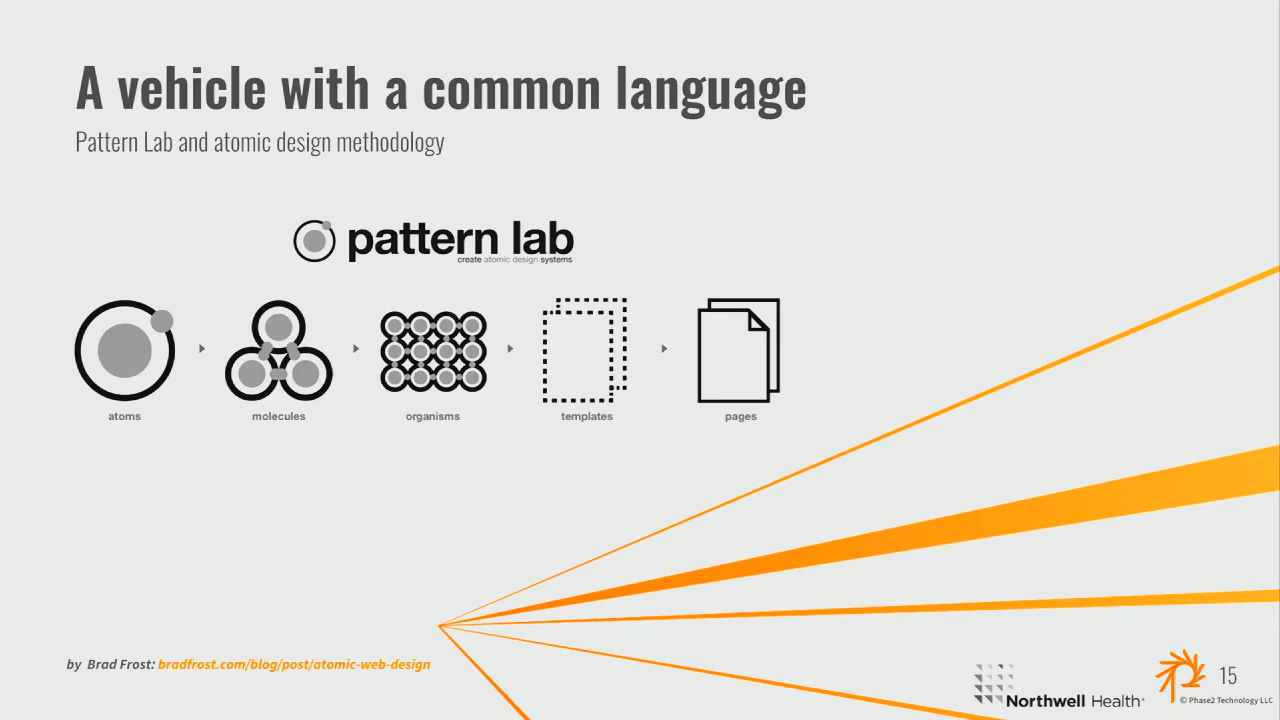 A vehicle with a common language
Pattern Lab and atomic design methodology
pattern lab
create atomic design systems
atoms
molecules
organisms
templates
pages
by Brad Frost: bradfrost.com/blog/post/atomic-web-design
Northwell Health
15
© Phase2 Technology LLC